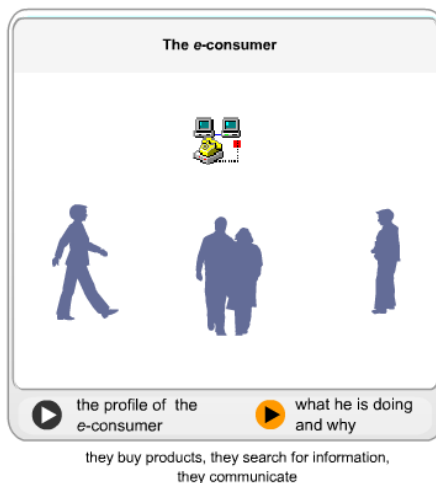 The e-consumer
the profile of the
e-consumer
what he is doing
and why
they buy products, they search for information,
they communicate